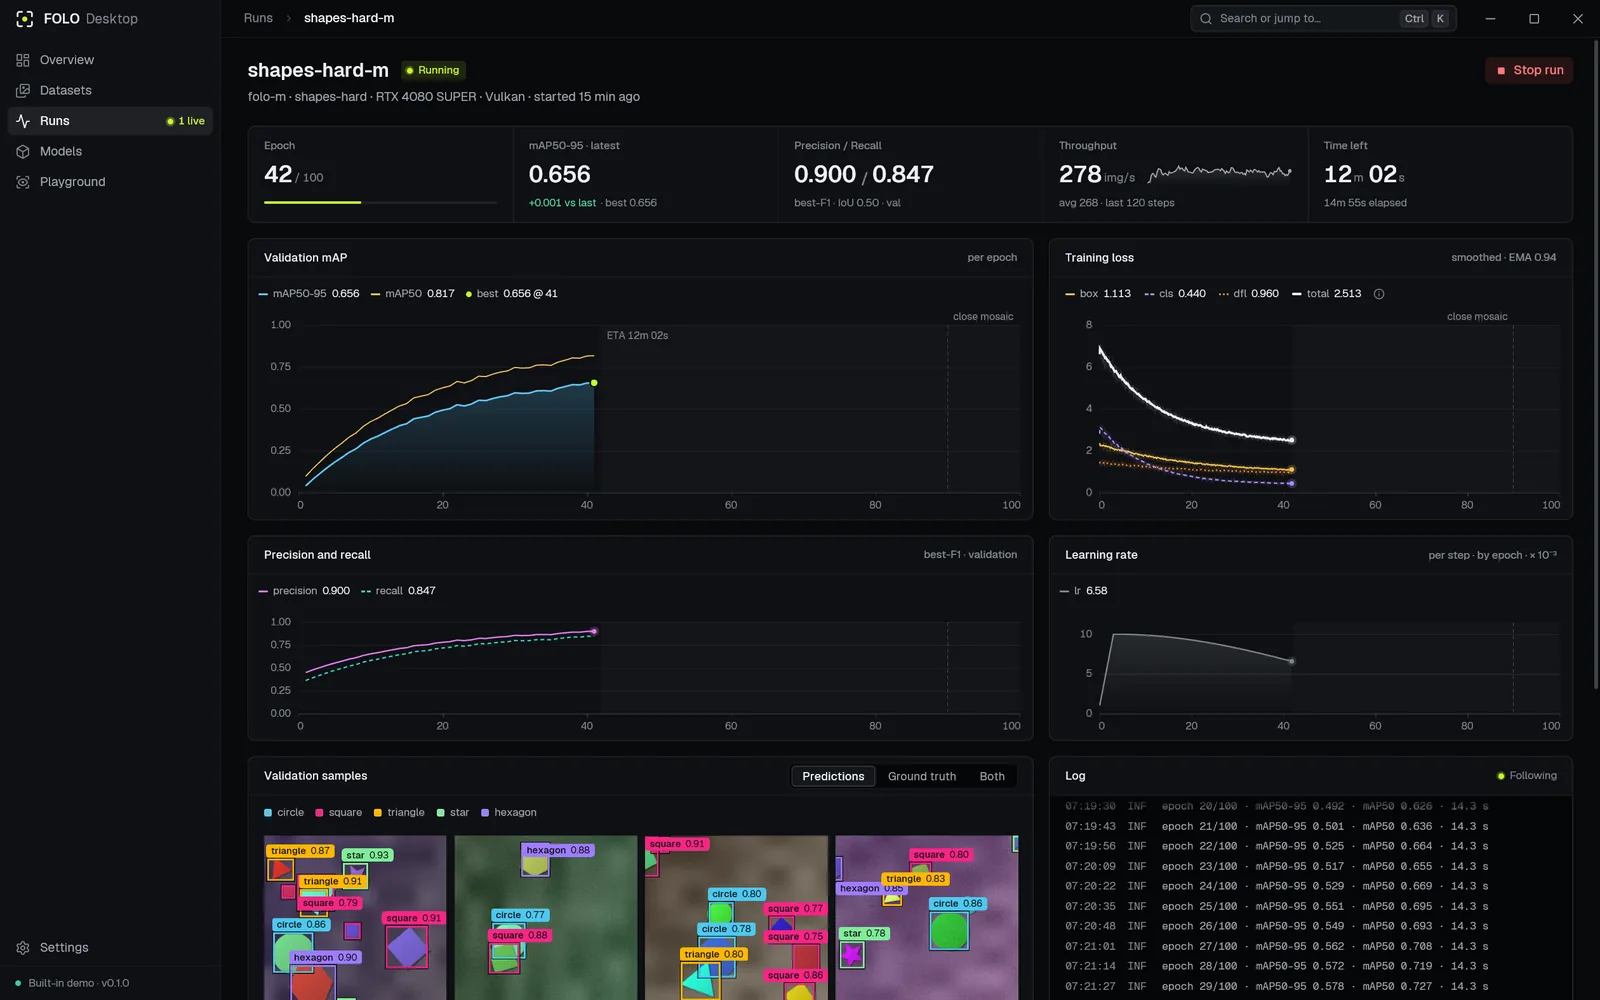 FOLO Desktop
Runs › shapes-hard-m
Search or jump to...
Ctrl K
Overview
Datasets
Runs
1 live
Models
Playground
Settings
Built-in demo · v0.1.0
shapes-hard-m
Running
Stop run
folo-m · shapes-hard · RTX 4080 SUPER · Vulkan · started 15 min ago
Epoch
42 / 100
mAP50-95 · latest
0.656
+0.001 vs last · best 0.656
Precision / Recall
0.900 / 0.847
best-F1 · IoU 0.50 · val
Throughput
278 img/s
avg 268 · last 120 steps
Time left
12m 02s
14m 55s elapsed
Validation mAP
per epoch
mAP50-95 0.656
mAP50 0.817
best 0.656 @ 41
close mosaic
ETA 12m 02s
1.00
0.75
0.50
0.25
0.00
0 20 40 60 80 100
Training loss
smoothed · EMA 0.94
box 1.113
cls 0.440
dfl 0.960
total 2.513
close mosaic
8
6
4
2
0
0 20 40 60 80 100
Precision and recall
best-F1 · validation
precision 0.900
recall 0.847
1.00
0.75
0.50
0.25
0.00
0 20 40 60 80 100
Learning rate
per step · by epoch · × 10⁻³
lr 6.58
10
5
0
0 20 40 60 80 100
Validation samples
Predictions
Ground truth
Both
circle
square
triangle
star
hexagon
triangle 0.87
star 0.93
triangle 0.91
square 0.79
square 0.91
circle 0.86
hexagon 0.90
hexagon 0.88
circle 0.77
square 0.88
square 0.91
circle 0.80
square 0.77
circle 0.78
square 0.75
triangle 0.80
square 0.86
square 0.80
triangle 0.83
hexagon 0.85
circle 0.86
star 0.78
Log
Following
07:19:30 INF epoch 20/100 · mAP50-95 0.492 · mAP50 0.626 · 14.3 s
07:19:43 INF epoch 21/100 · mAP50-95 0.501 · mAP50 0.636 · 14.3 s
07:19:56 INF epoch 22/100 · mAP50-95 0.525 · mAP50 0.664 · 14.3 s
07:20:09 INF epoch 23/100 · mAP50-95 0.517 · mAP50 0.655 · 14.3 s
07:20:22 INF epoch 24/100 · mAP50-95 0.529 · mAP50 0.669 · 14.3 s
07:20:35 INF epoch 25/100 · mAP50-95 0.551 · mAP50 0.695 · 14.3 s
07:20:48 INF epoch 26/100 · mAP50-95 0.549 · mAP50 0.693 · 14.3 s
07:21:01 INF epoch 27/100 · mAP50-95 0.562 · mAP50 0.708 · 14.3 s
07:21:14 INF epoch 28/100 · mAP50-95 0.572 · mAP50 0.719 · 14.3 s
07:21:27 INF epoch 29/100 · mAP50-95 0.578 · mAP50 0.727 · 14.3 s